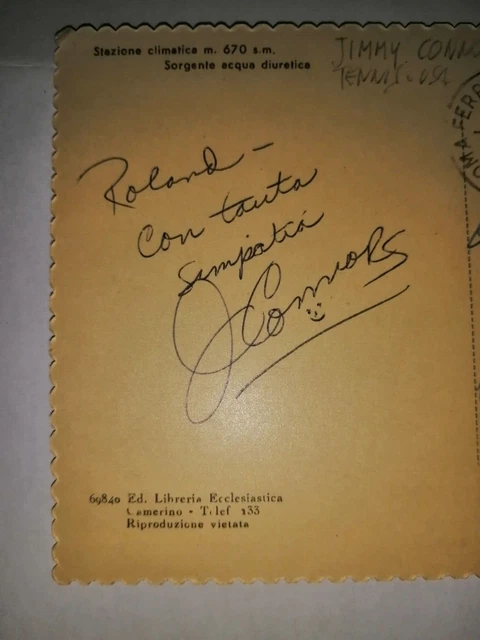 Stazione climatica m. 670 s.m.
Sorgente acqua diuretica
JIMMY CONNO
TENNIS-USA
Roland –
con tanta
simpatia
J Connors
69840 Ed. Libreria Ecclesiastica
Camerino - Telef 133
Riproduzione vietata